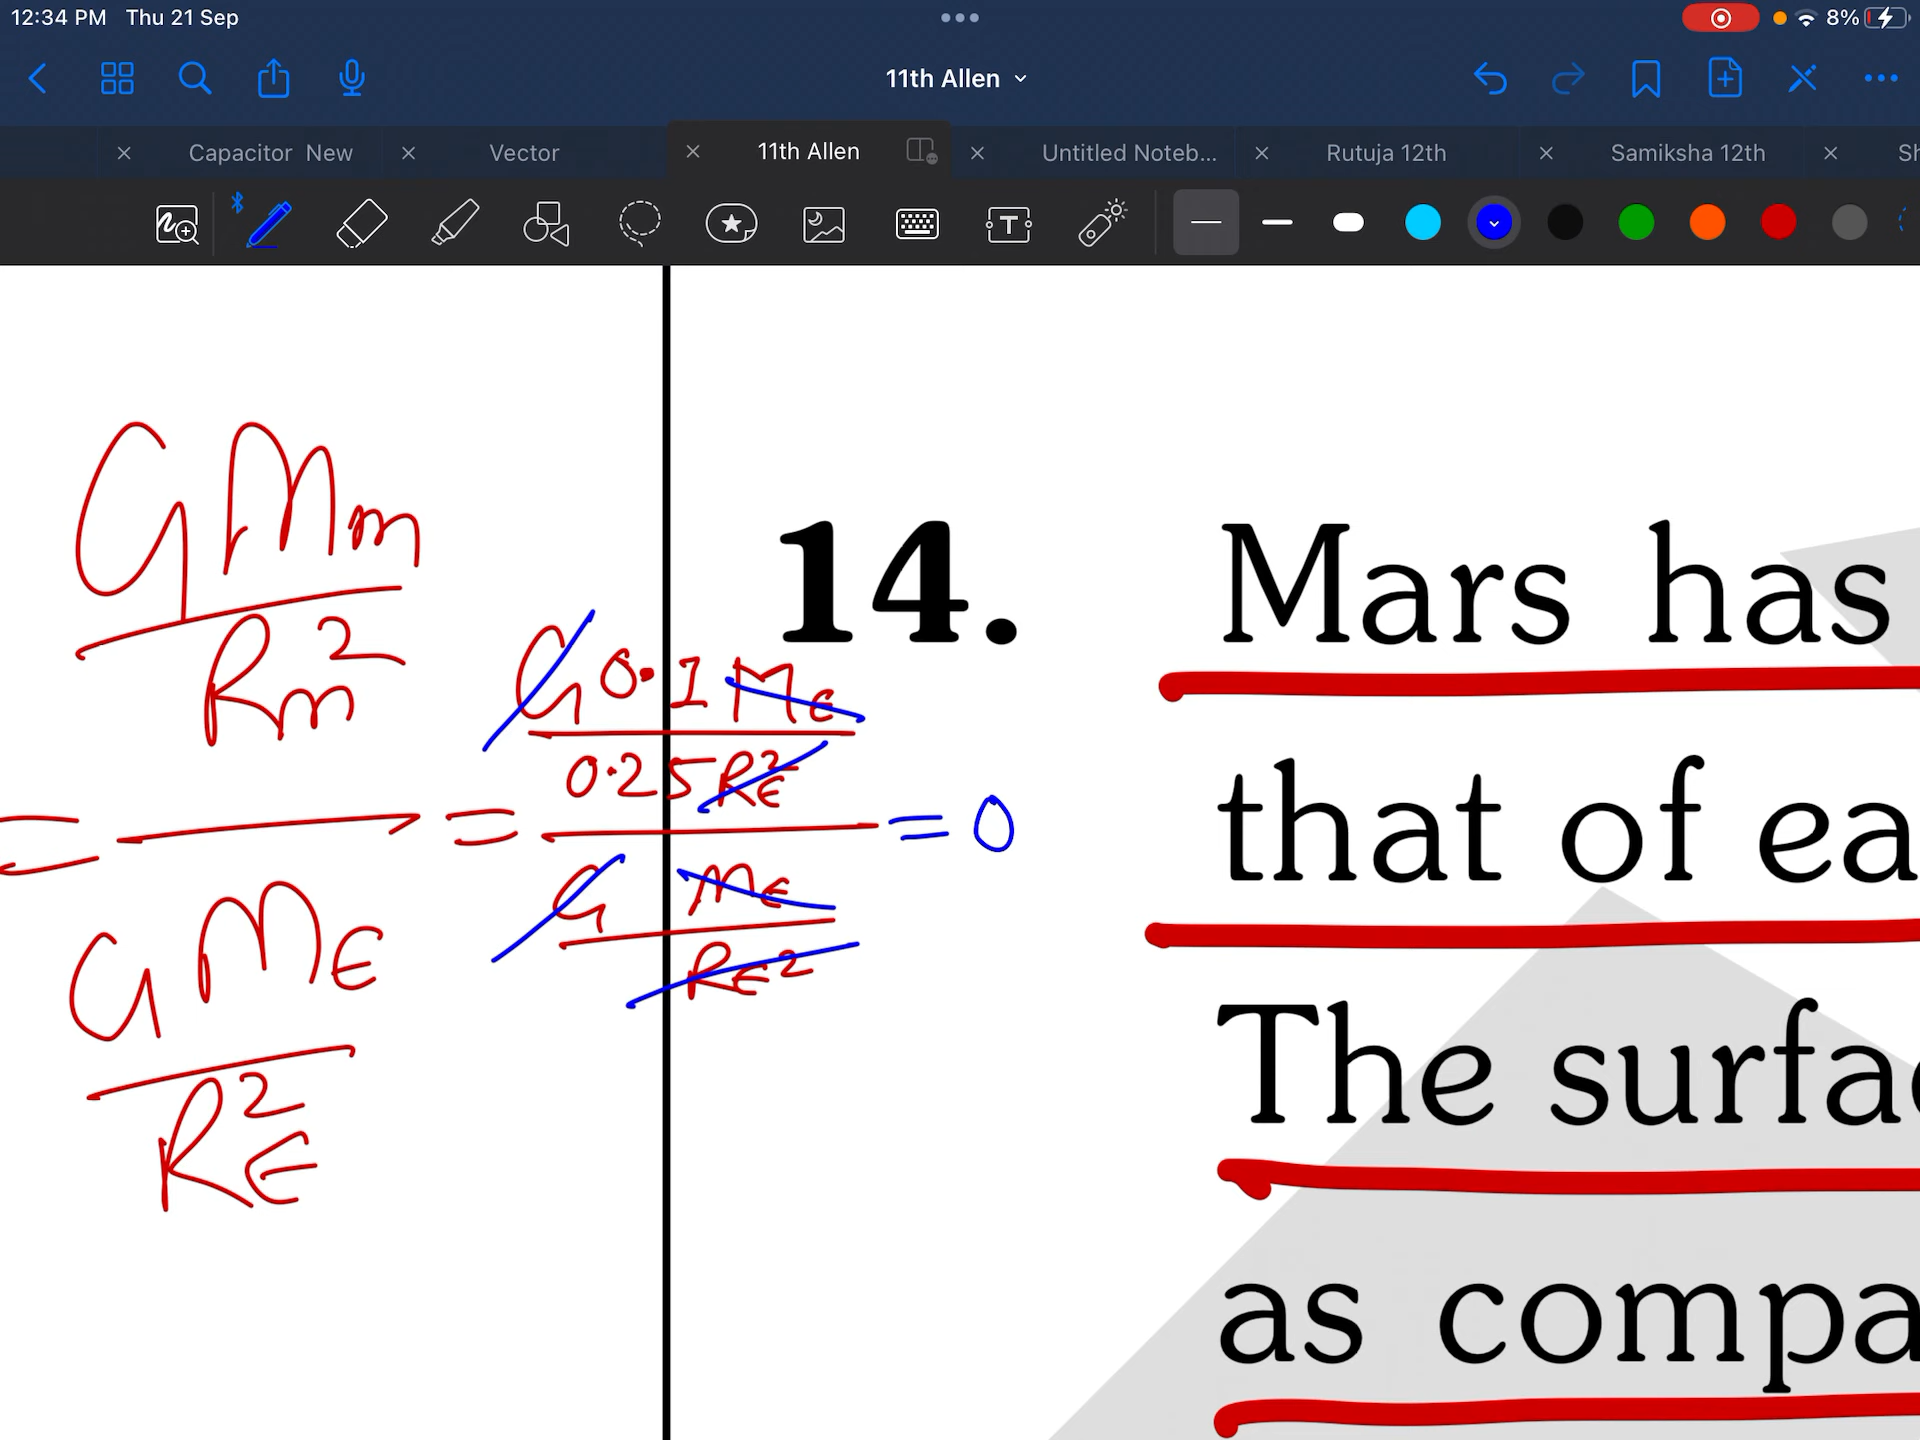 12:34 PM Thu 21 Sep
8%
11th Allen
Capacitor New
Vector
11th Allen
Untitled Noteb...
Rutuja 12th
Samiksha 12th
Sh
T
GMm
Rm²
=
GME
RE²
= G 0.1 ME
0.25 RE²
G ME
RE²
= 0
14. Mars has
that of ea
The surfac
as compa